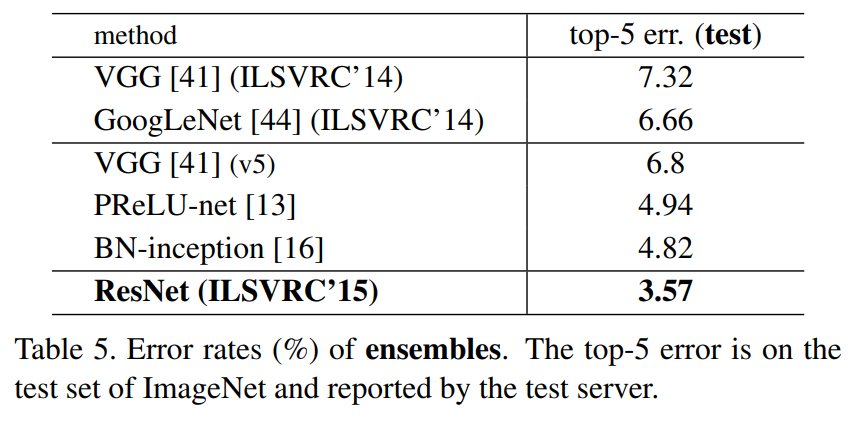 method top-5 err. (test)
VGG [41] (ILSVRC’14) 7.32
GoogLeNet [44] (ILSVRC’14) 6.66
VGG [41] (v5) 6.8
PReLU-net [13] 4.94
BN-inception [16] 4.82
ResNet (ILSVRC’15) 3.57
Table 5. Error rates (%) of ensembles. The top-5 error is on the
test set of ImageNet and reported by the test server.